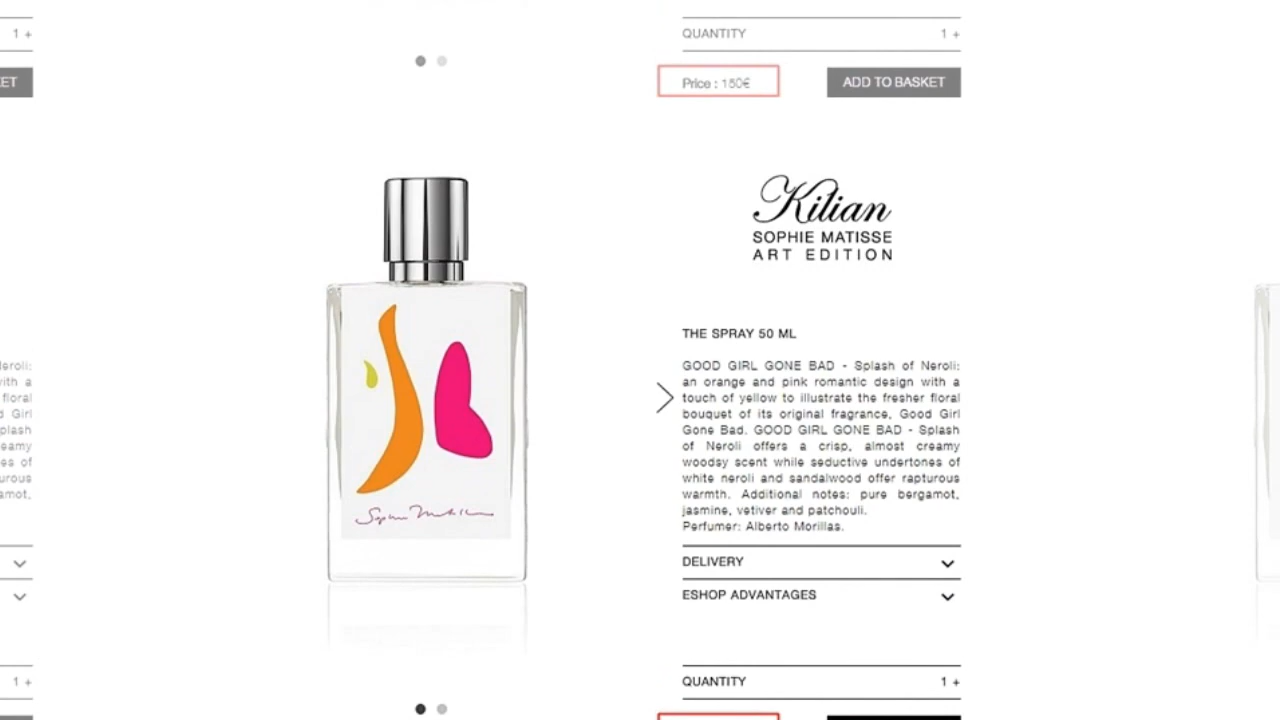 1 +
QUANTITY
1 +
ET
Price : 150€
ADD TO BASKET
Kilian
SOPHIE MATISSE
ART EDITION
THE SPRAY 50 ML
GOOD GIRL GONE BAD - Splash of Neroli:
an orange and pink romantic design with a
touch of yellow to illustrate the fresher floral
bouquet of its original fragrance, Good Girl
Gone Bad. GOOD GIRL GONE BAD - Splash
of Neroli offers a crisp, almost creamy
woodsy scent while seductive undertones of
white neroli and sandalwood offer rapturous
warmth. Additional notes: pure bergamot,
jasmine, vetiver and patchouli.
Perfumer: Alberto Morillas.
DELIVERY
ESHOP ADVANTAGES
1 +
QUANTITY
1 +